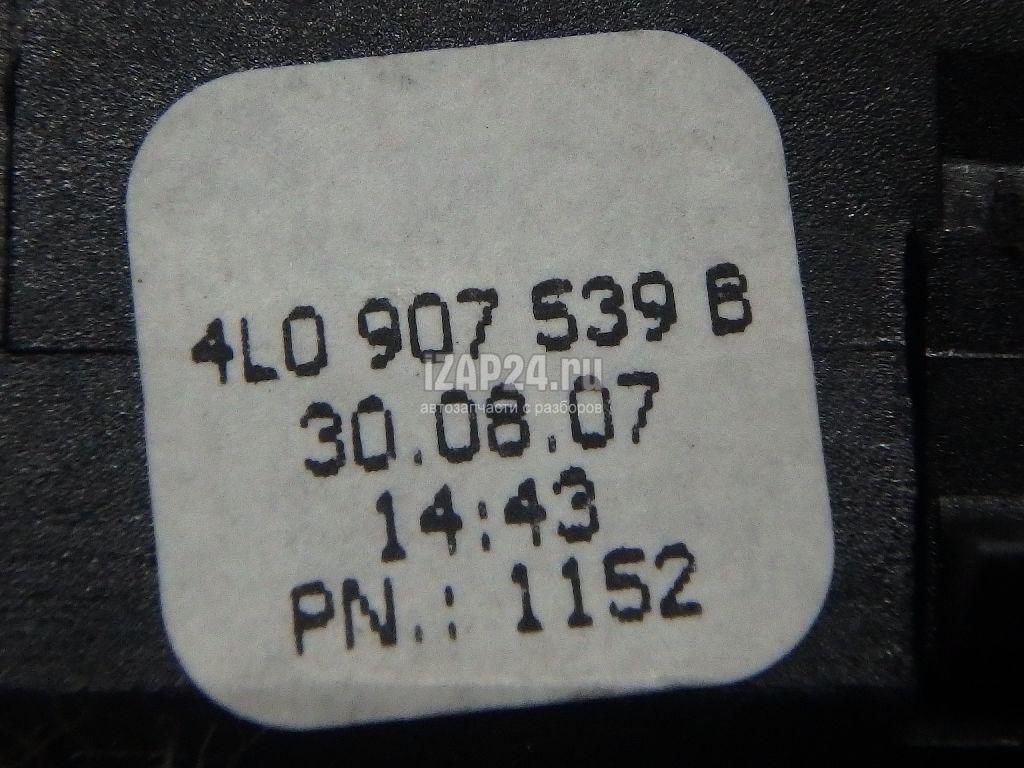 4L0 907 539 B
iZAP24.ru
автозапчасти с разборов
30.08.07
14:43
PN.: 1152